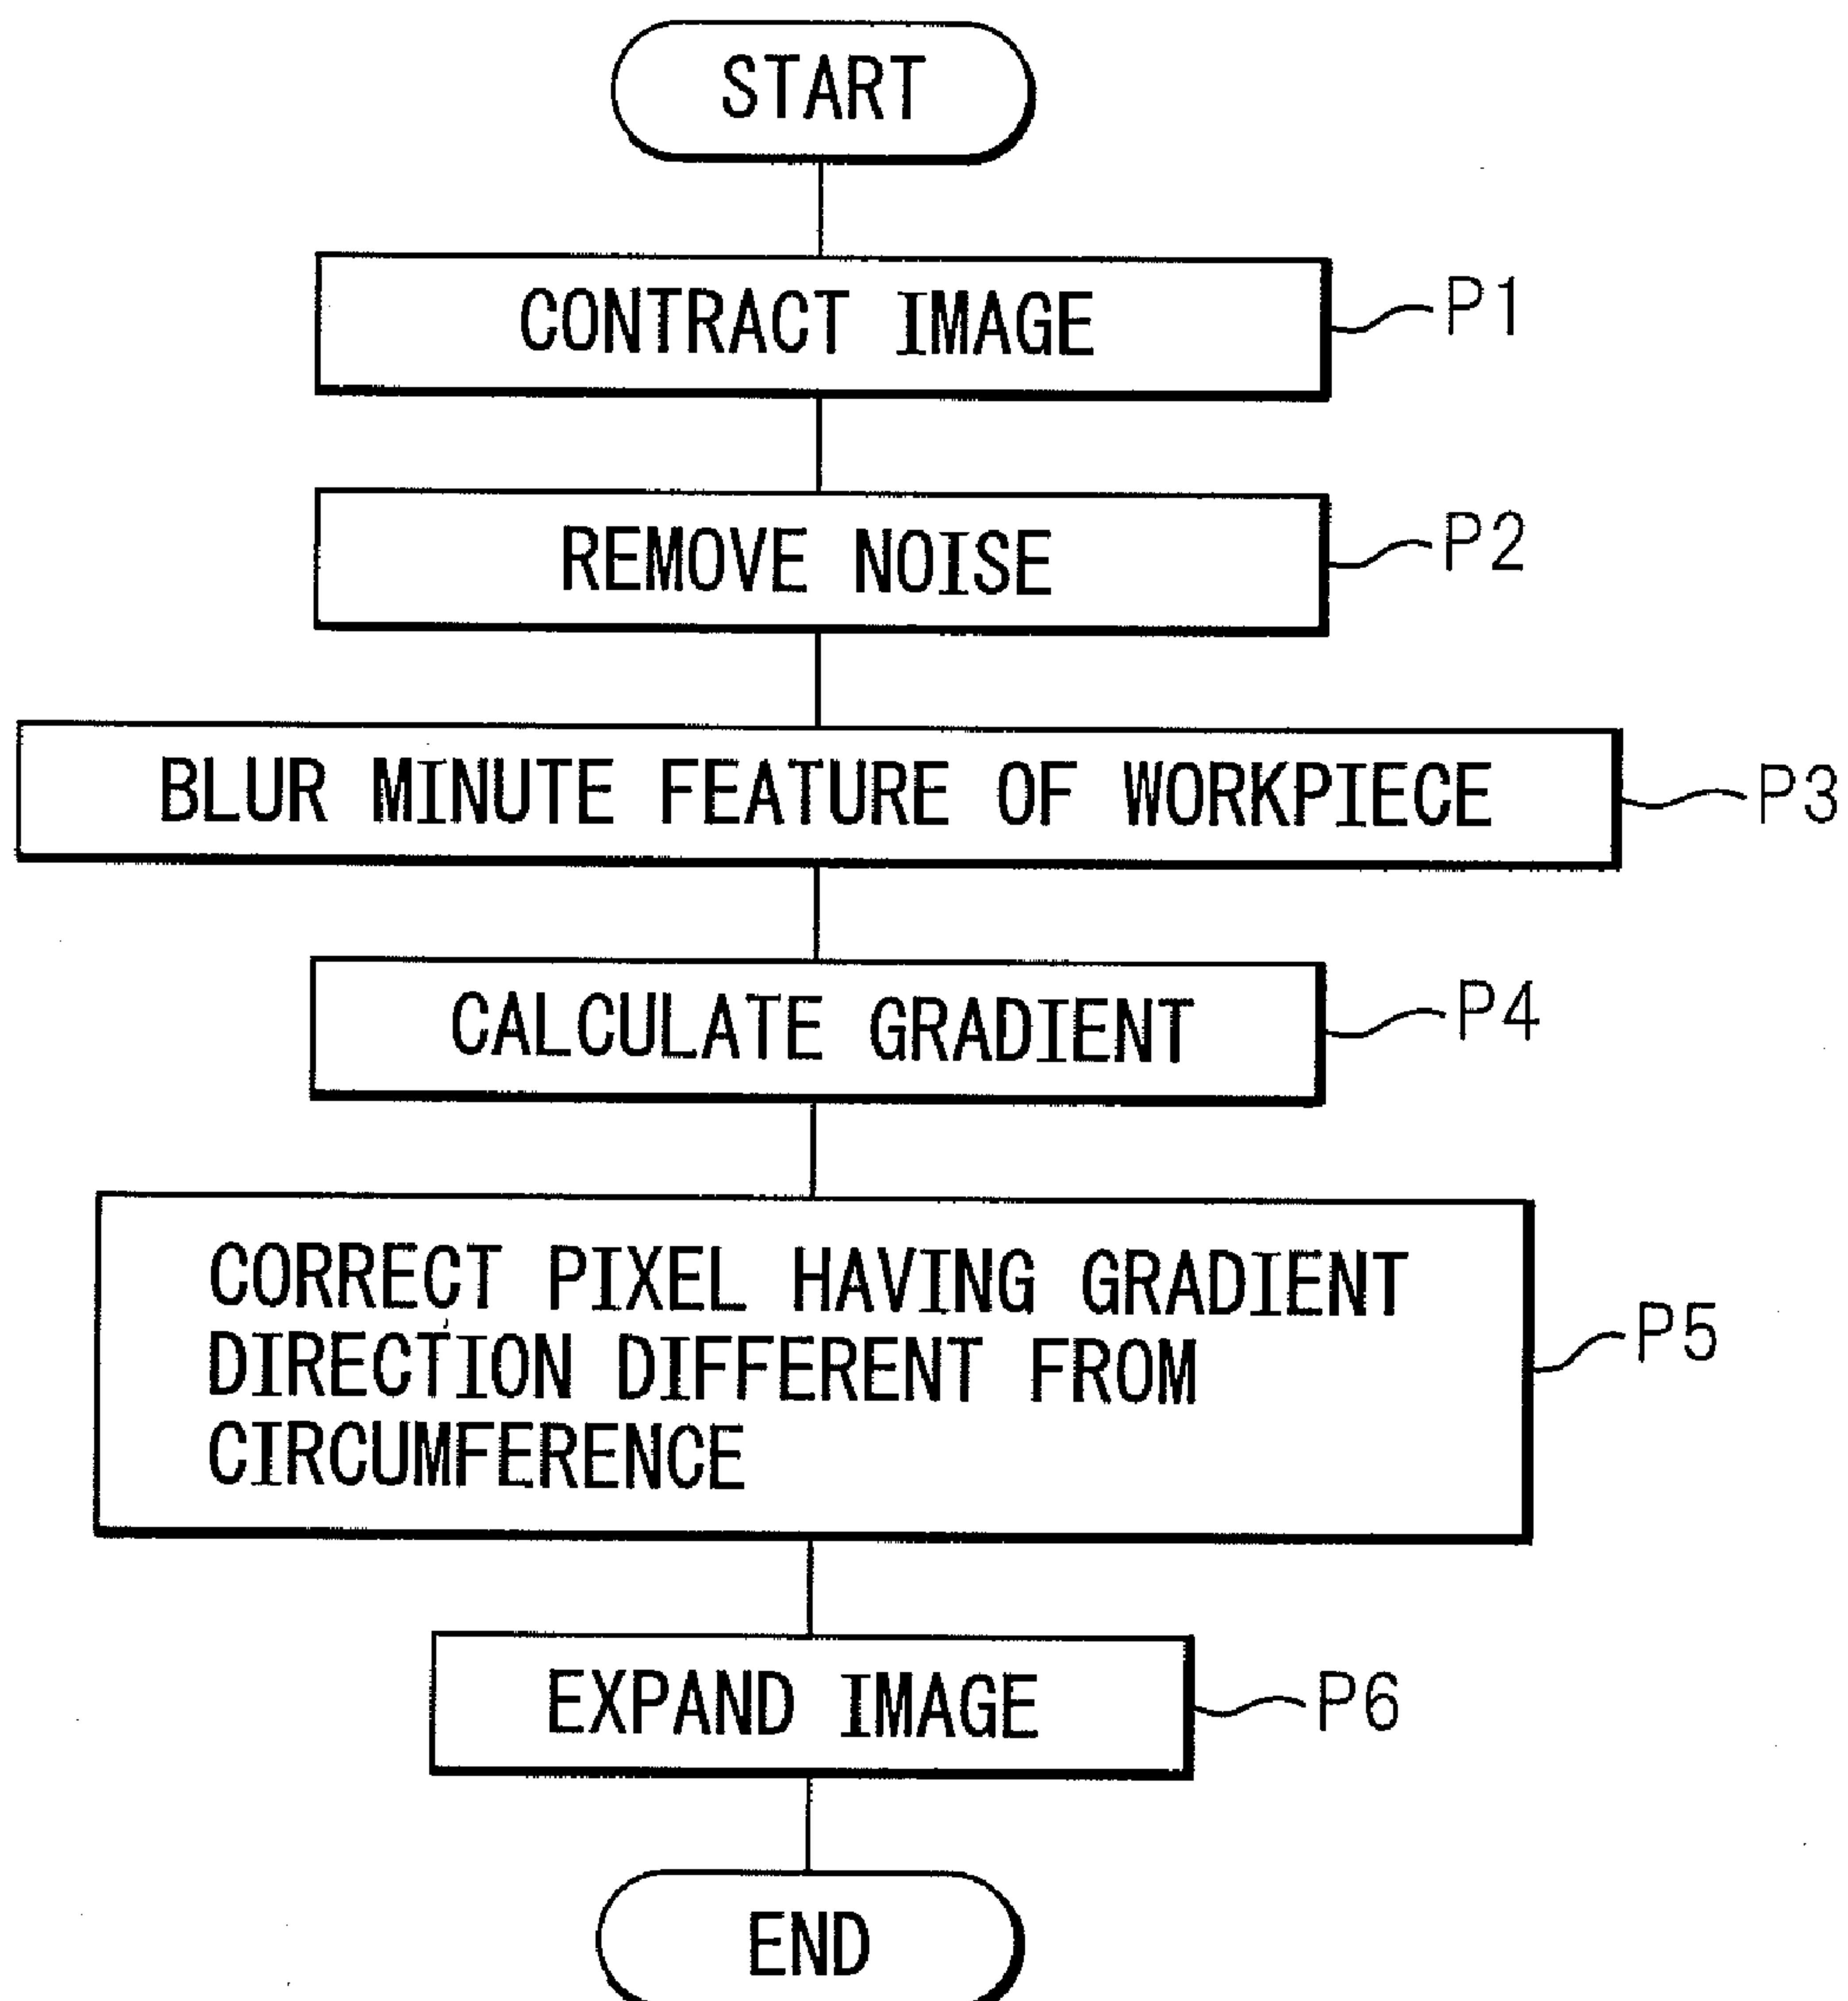 START
CONTRACT IMAGE
P1
REMOVE NOISE
P2
BLUR MINUTE FEATURE OF WORKPIECE
P3
CALCULATE GRADIENT
P4
CORRECT PIXEL HAVING GRADIENT
DIRECTION DIFFERENT FROM
CIRCUMFERENCE
P5
EXPAND IMAGE
P6
END